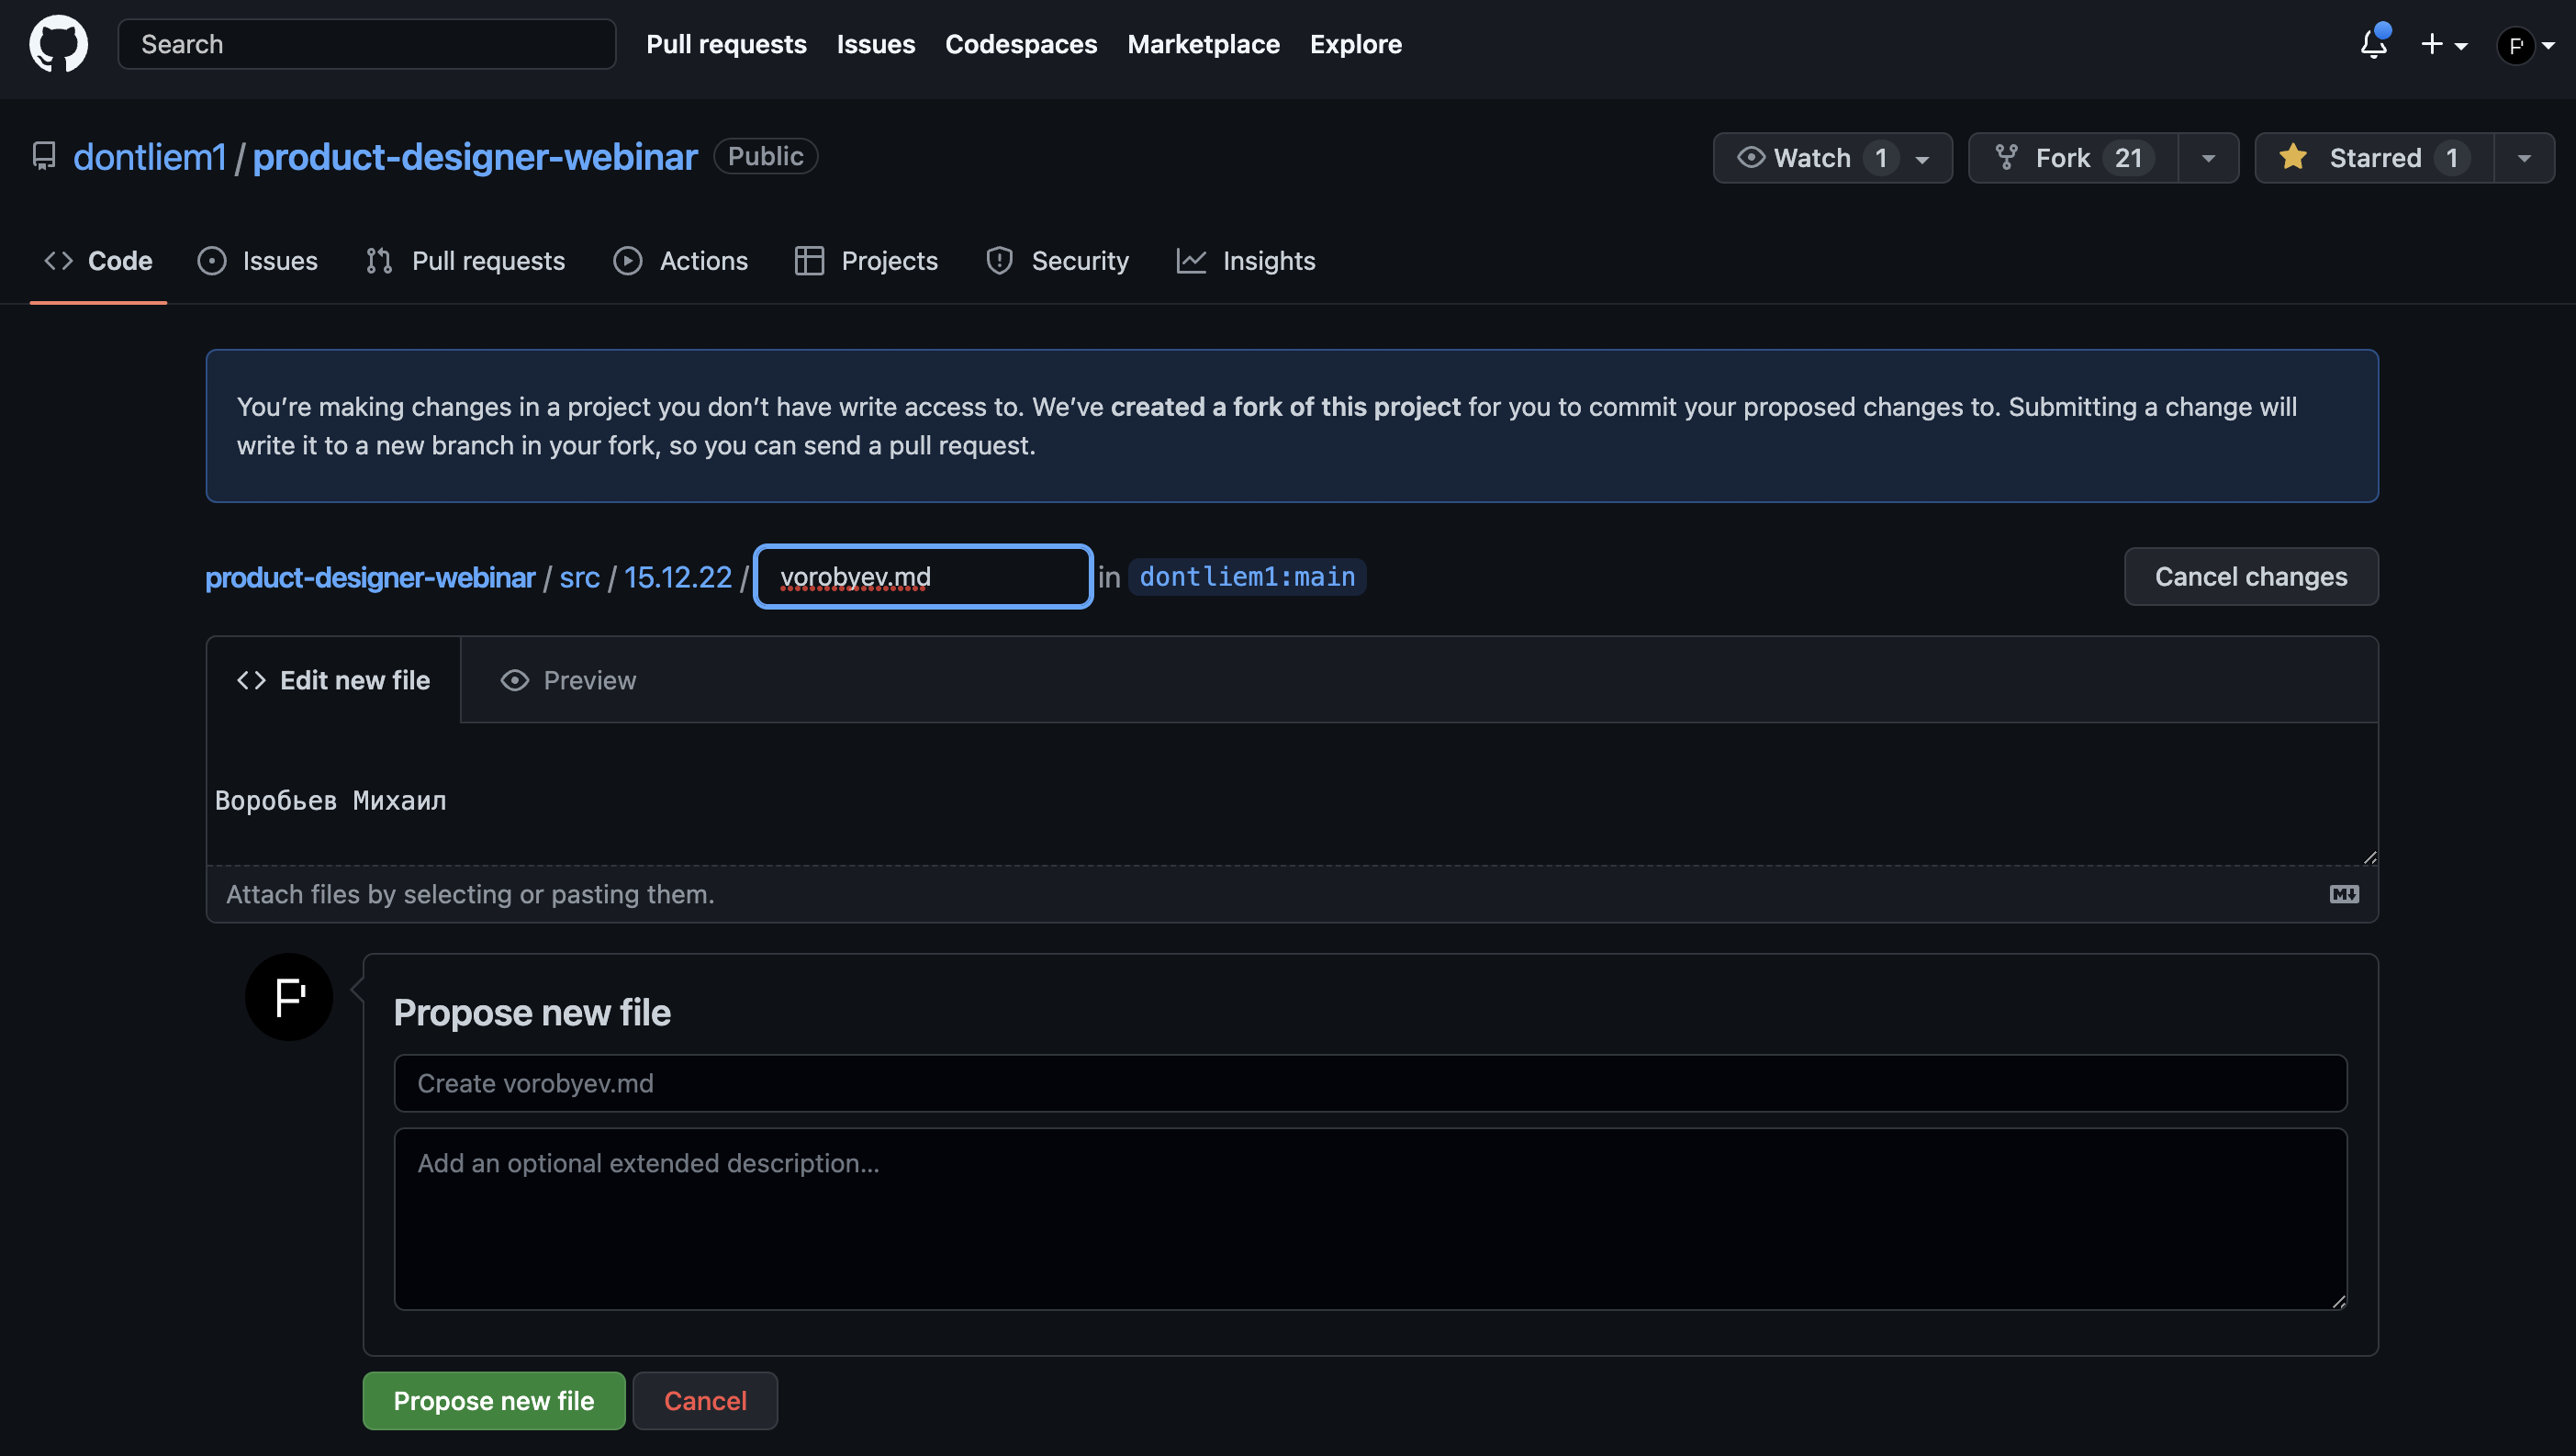 Search
Pull requests Issues Codespaces Marketplace Explore
dontliem1 / product-designer-webinar Public
Watch 1 Fork 21 Starred 1
Code Issues Pull requests Actions Projects Security Insights
You’re making changes in a project you don’t have write access to. We’ve created a fork of this project for you to commit your proposed changes to. Submitting a change will
write it to a new branch in your fork, so you can send a pull request.
product-designer-webinar / src / 15.12.22 / vorobyev.md in dontliem1:main
Cancel changes
Edit new file Preview
Воробьев Михаил
Attach files by selecting or pasting them.
Propose new file
Create vorobyev.md
Add an optional extended description...
Propose new file Cancel